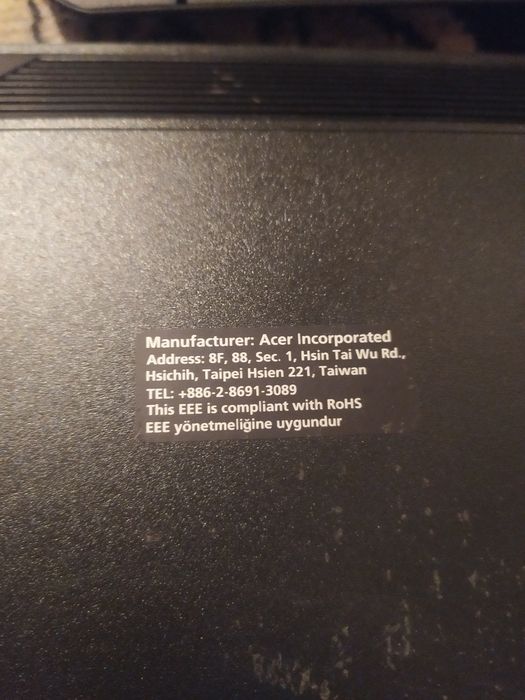 Manufacturer: Acer Incorporated
Address: 8F, 88, Sec. 1, Hsin Tai Wu Rd.,
Hsichih, Taipei Hsien 221, Taiwan
TEL: +886-2-8691-3089
This EEE is compliant with RoHS
EEE yönetmeliğine uygundur